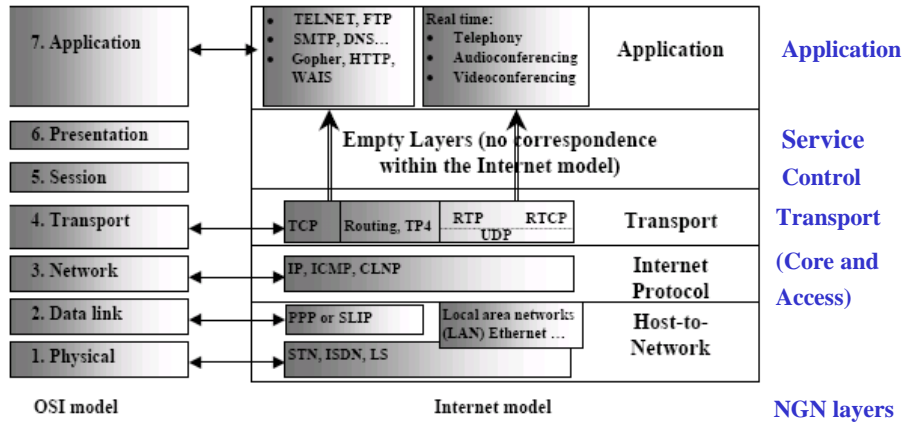 7. Application
• TELNET, FTP
• SMTP, DNS...
• Gopher, HTTP,
WAIS
Real time:
• Telephony
• Audioconferencing
• Videoconferencing
Application
Application
6. Presentation
5. Session
Empty Layers (no correspondence
within the Internet model)
Service
Control
4. Transport
TCP
Routing, TP4
RTP RTCP
UDP
Transport
Transport
3. Network
IP, ICMP, CLNP
Internet
Protocol
(Core and
Access)
2. Data link
PPP or SLIP
Local area networks
(LAN) Ethernet ...
Host-to-
Network
1. Physical
STN, ISDN, LS
OSI model
Internet model
NGN layers